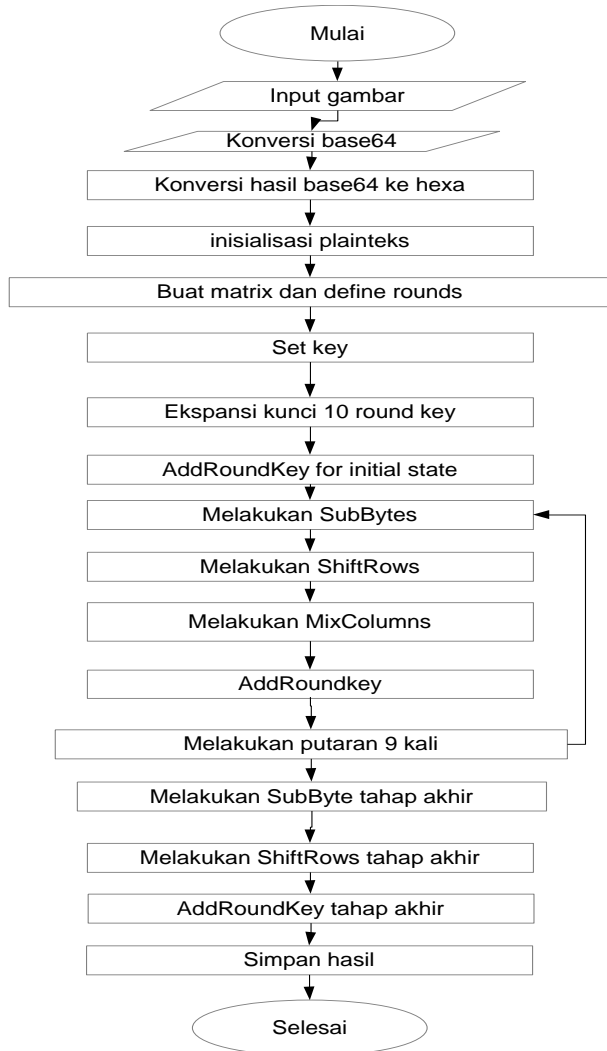 Mulai
Input gambar
Konversi base64
Konversi hasil base64 ke hexa
inisialisasi plainteks
Buat matrix dan define rounds
Set key
Ekspansi kunci 10 round key
AddRoundKey for initial state
Melakukan SubBytes
Melakukan ShiftRows
Melakukan MixColumns
AddRoundkey
Melakukan putaran 9 kali
Melakukan SubByte tahap akhir
Melakukan ShiftRows tahap akhir
AddRoundKey tahap akhir
Simpan hasil
Selesai